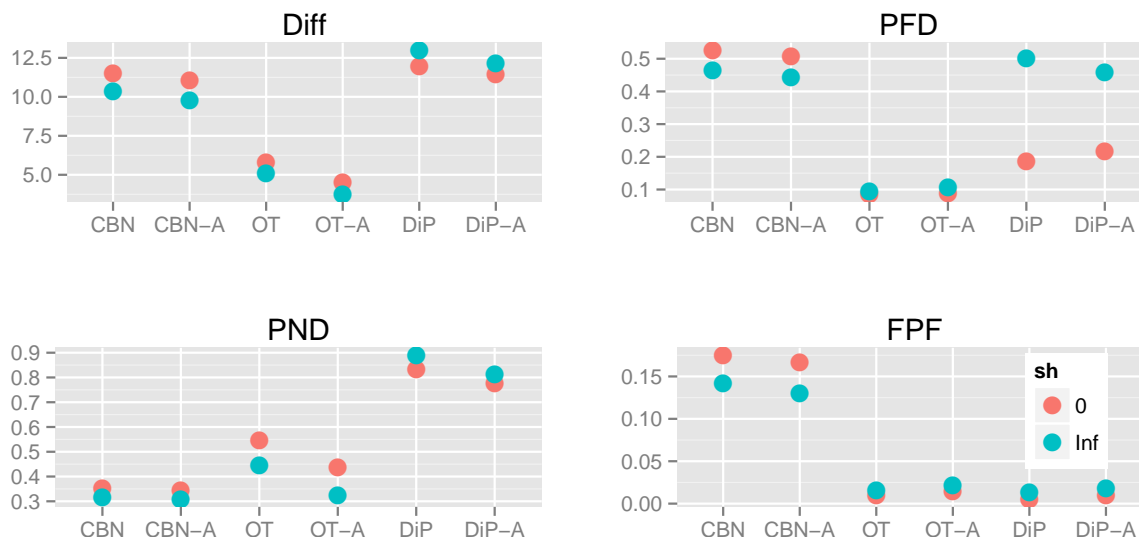 Diff
12.5
10.0
7.5
5.0
CBN CBN−A OT OT−A DiP DiP−A
PFD
0.5
0.4
0.3
0.2
0.1
CBN CBN−A OT OT−A DiP DiP−A
PND
0.9
0.8
0.7
0.6
0.5
0.4
0.3
CBN CBN−A OT OT−A DiP DiP−A
FPF
0.15
0.10
0.05
0.00
sh
0
Inf
CBN CBN−A OT OT−A DiP DiP−A